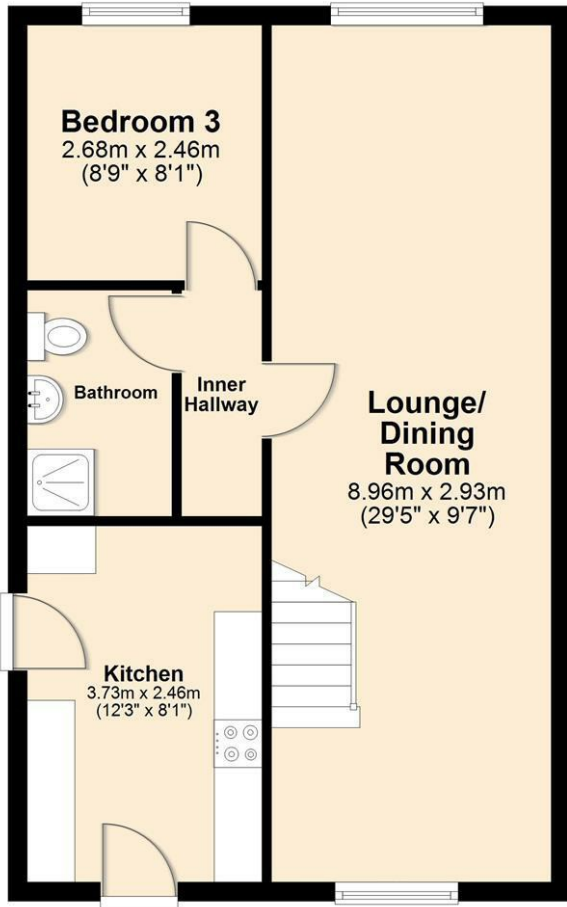 Bedroom 3
2.68m x 2.46m
(8'9" x 8'1")
Bathroom
Inner
Hallway
Lounge/
Dining
Room
8.96m x 2.93m
(29'5" x 9'7")
Kitchen
3.73m x 2.46m
(12'3" x 8'1")